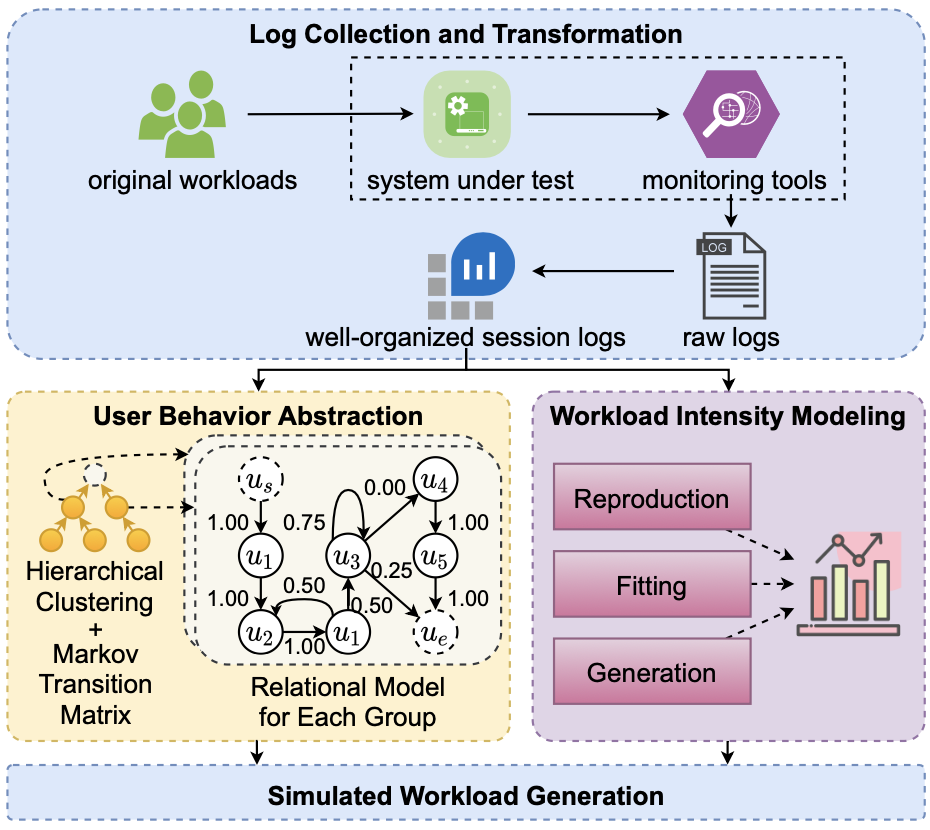 Log Collection and Transformation
original workloads
system under test
monitoring tools
LOG
well-organized session logs
raw logs
User Behavior Abstraction
Workload Intensity Modeling
u_s
u_4
0.00
1.00
0.75
1.00
u_1
u_3
u_5
0.25
1.00
0.50
0.50
1.00
u_2
1.00
u_1
u_e
Hierarchical
Clustering
+
Markov
Transition
Matrix
Relational Model
for Each Group
Reproduction
Fitting
Generation
Simulated Workload Generation